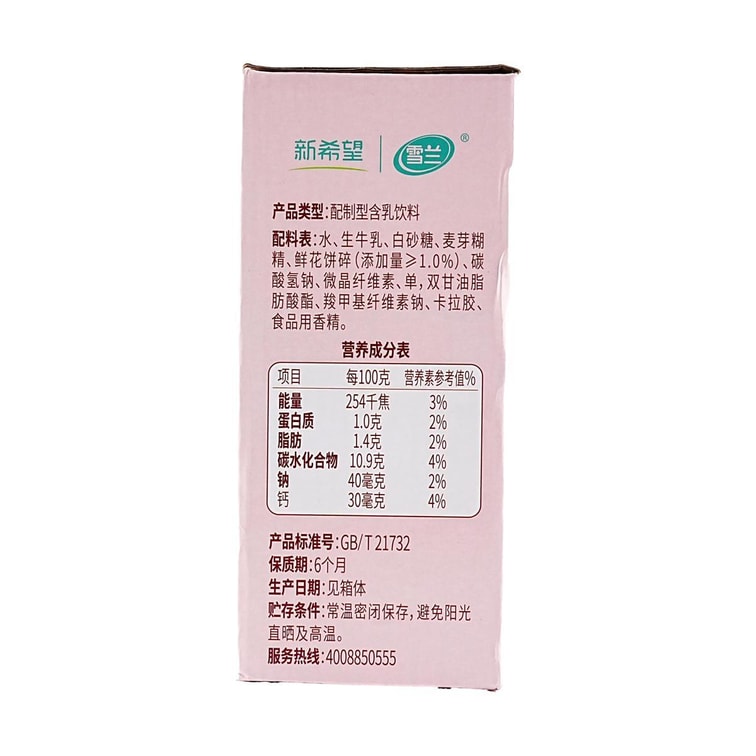 新希望 雪兰®
产品类型:配制型含乳饮料
配料表:水、生牛乳、白砂糖、麦芽糊
精、鲜花饼碎(添加量≥1.0%)、碳
酸氢钠、微晶纤维素、单,双甘油脂
肪酸酯、羧甲基纤维素钠、卡拉胶、
食品用香精。
营养成分表
项目 每100克 营养素参考值%
能量 254千焦 3%
蛋白质 1.0克 2%
脂肪 1.4克 2%
碳水化合物 10.9克 4%
钠 40毫克 2%
钙 30毫克 4%
产品标准号:GB/T 21732
保质期:6个月
生产日期:见箱体
贮存条件:常温密闭保存,避免阳光
直晒及高温。
服务热线:4008850555